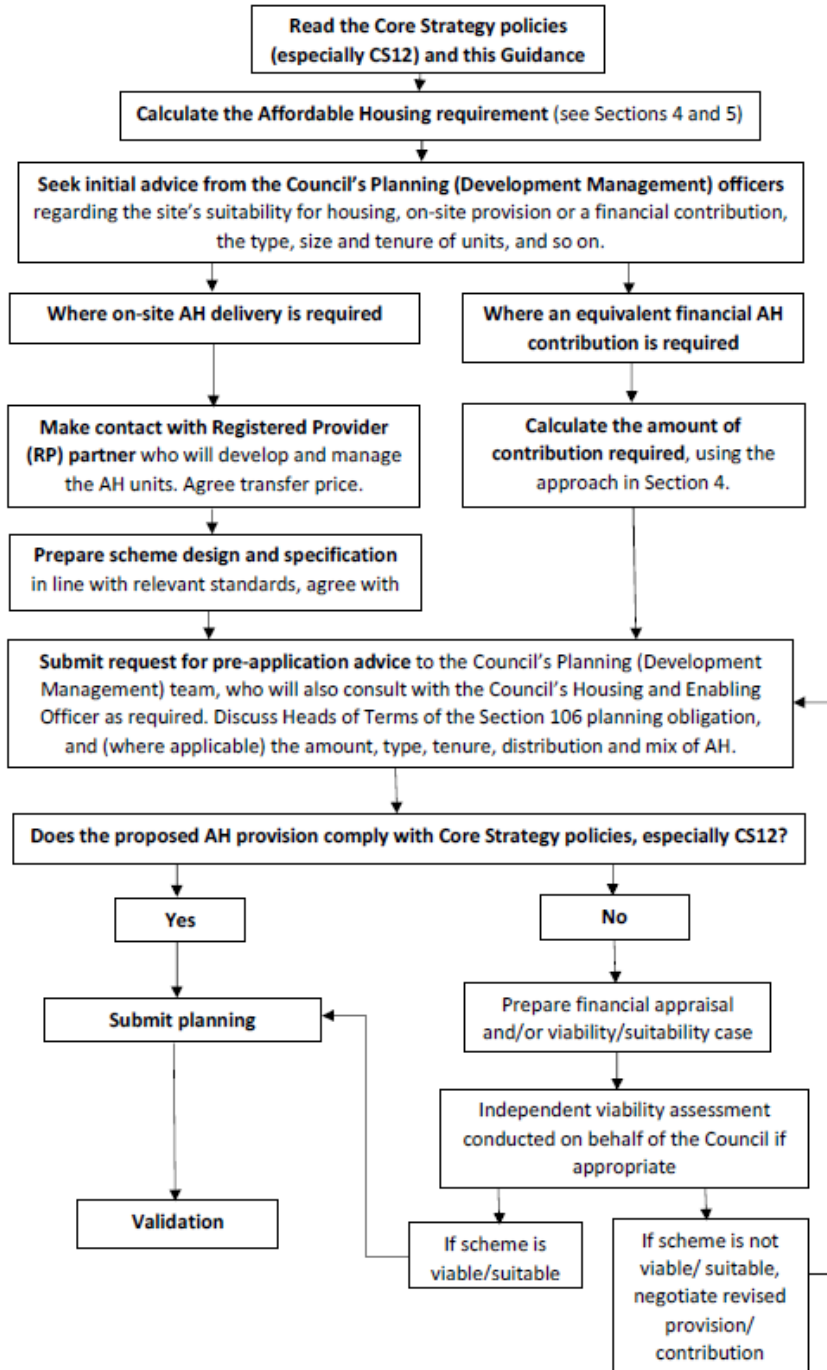 Read the Core Strategy policies
(especially CS12) and this Guidance
Calculate the Affordable Housing requirement (see Sections 4 and 5)
Seek initial advice from the Council's Planning (Development Management) officers
regarding the site's suitability for housing, on-site provision or a financial contribution,
the type, size and tenure of units, and so on.
Where on-site AH delivery is required
Where an equivalent financial AH
contribution is required
Make contact with Registered Provider
(RP) partner who will develop and manage
the AH units. Agree transfer price.
Calculate the amount of
contribution required, using the
approach in Section 4.
Prepare scheme design and specification
in line with relevant standards, agree with
Submit request for pre-application advice to the Council's Planning (Development
Management) team, who will also consult with the Council's Housing and Enabling
Officer as required. Discuss Heads of Terms of the Section 106 planning obligation,
and (where applicable) the amount, type, tenure, distribution and mix of AH.
Does the proposed AH provision comply with Core Strategy policies, especially CS12?
Yes
No
Submit planning
Prepare financial appraisal
and/or viability/suitability case
Independent viability assessment
conducted on behalf of the Council if
appropriate
Validation
If scheme is
viable/suitable
If scheme is not
viable/ suitable,
negotiate revised
provision/
contribution